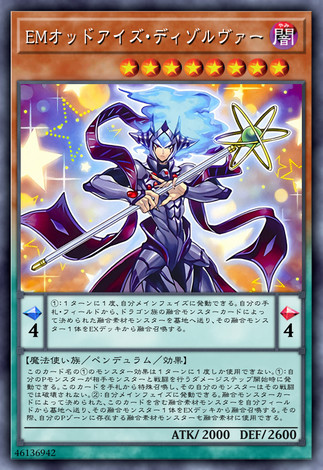 EMオッドアイズ・ディゾルヴァー
闇
やみ
①:1ターンに1度、自分メインフェイズに発動できる。自分の手
札・フィールドから、ドラゴン族の融合モンスターカードによっ
て決められた融合素材モンスターを墓地へ送り、その融合モンス
ター1体をEXデッキから融合召喚する。
4
4
【魔法使い族/ペンデュラム/効果】
このカード名の①のモンスター効果は1ターンに1度しか使用できない。①:
自分のPモンスターが相手モンスターと戦闘を行うダメージステップ開始時に発動
できる。このカードを手札から特殊召喚し、その自分のモンスターはその戦闘
では破壊されない。②:自分メインフェイズに発動できる。融合モンスターカー
ドによって決められた、このカードを含む融合素材モンスターを自分フィールド
から墓地へ送り、その融合モンスター1体をEXデッキから融合召喚する。その
際、自分のPゾーンに存在する融合素材モンスターも融合素材に使用できる。
ATK/2000 DEF/2600
46136942